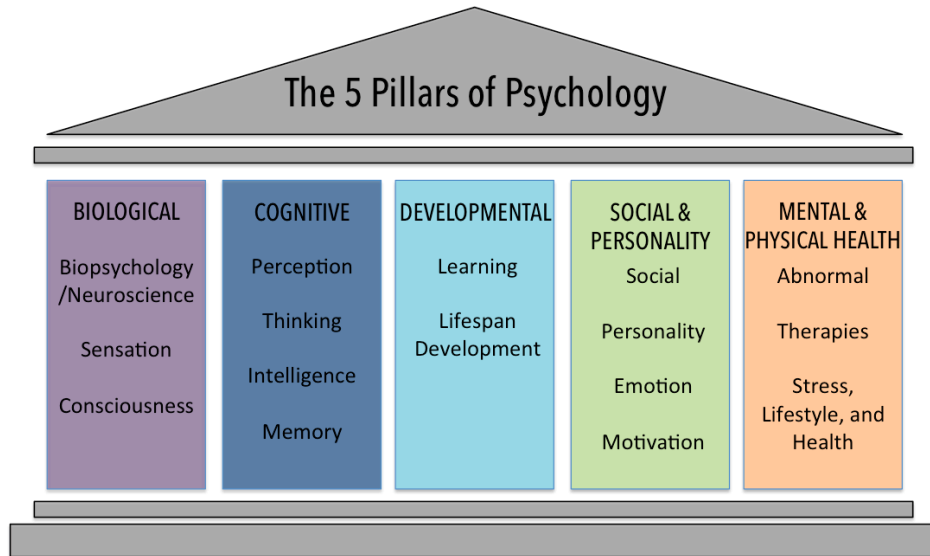 The 5 Pillars of Psychology
BIOLOGICAL
Biopsychology
/Neuroscience
Sensation
Consciousness
COGNITIVE
Perception
Thinking
Intelligence
Memory
DEVELOPMENTAL
Learning
Lifespan
Development
SOCIAL &
PERSONALITY
Social
Personality
Emotion
Motivation
MENTAL &
PHYSICAL HEALTH
Abnormal
Therapies
Stress,
Lifestyle, and
Health